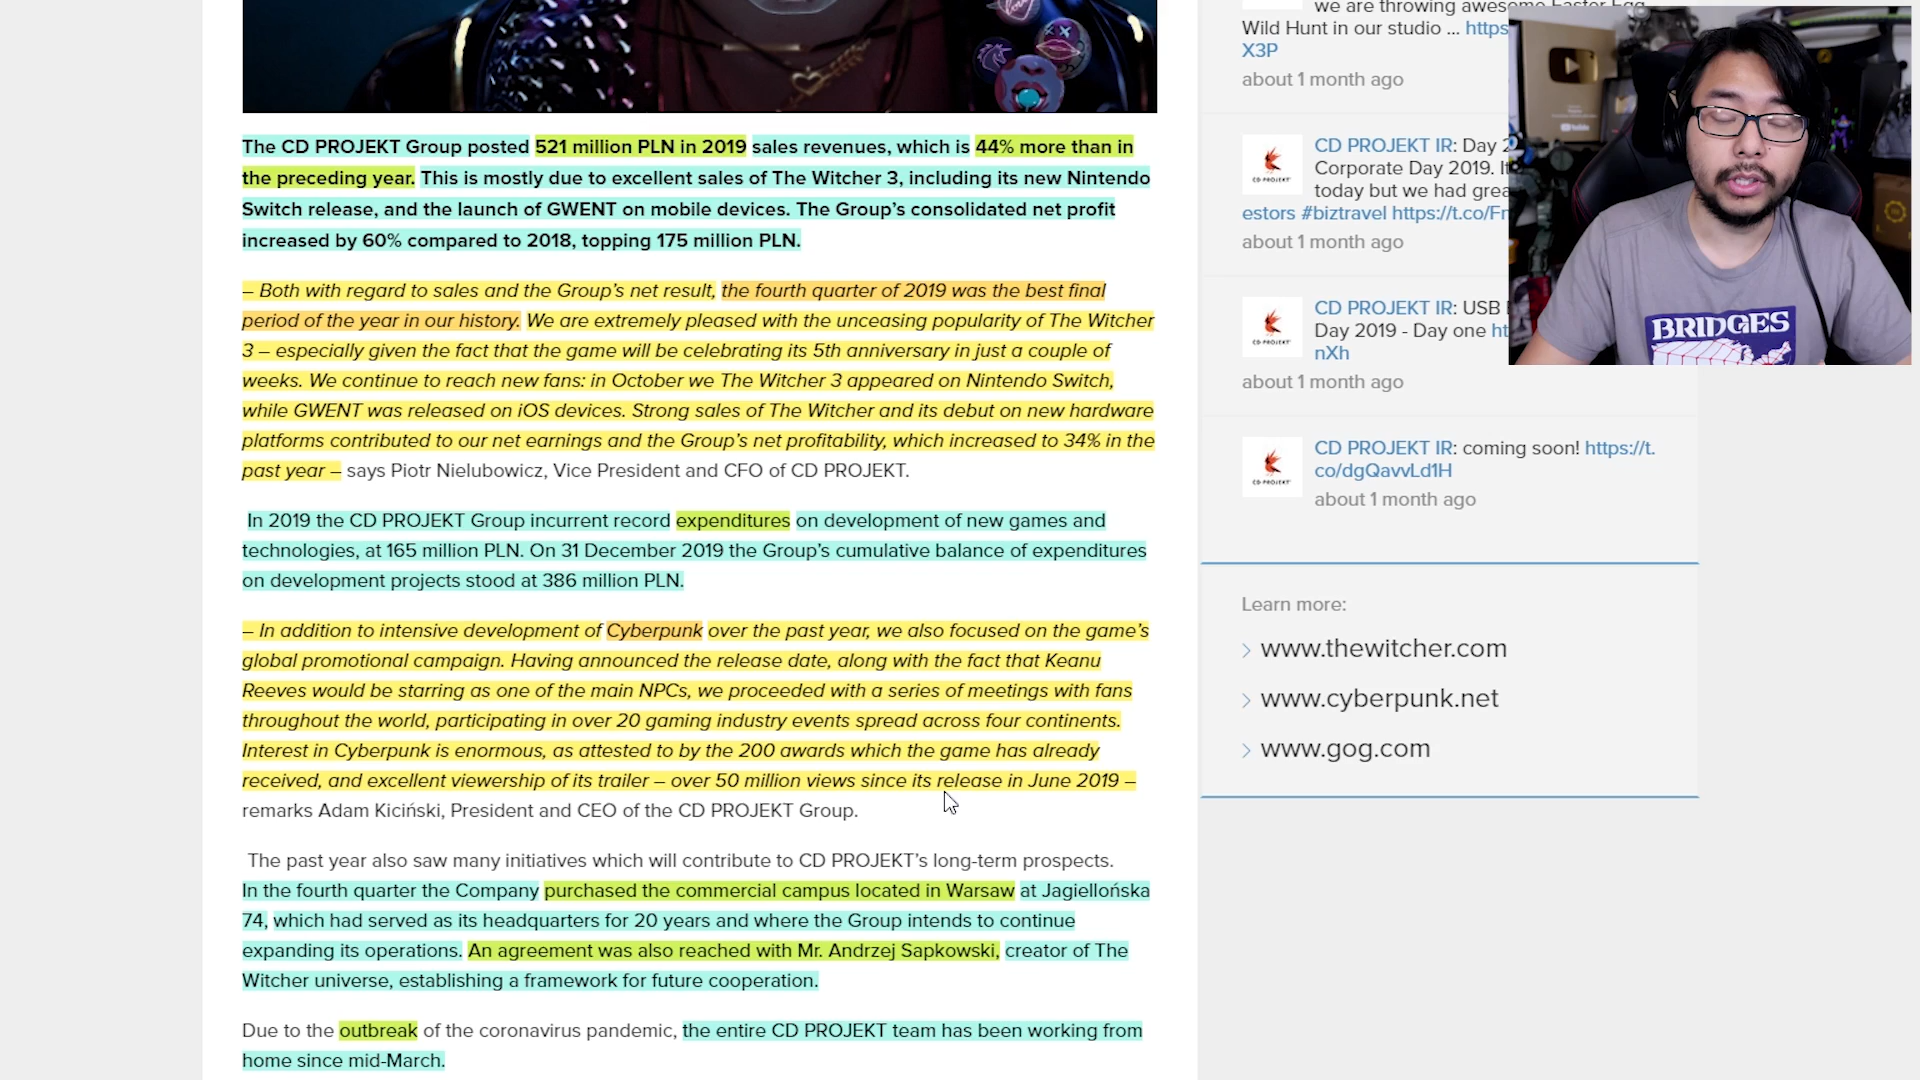 The CD PROJEKT Group posted 521 million PLN in 2019 sales revenues, which is 44% more than in
the preceding year. This is mostly due to excellent sales of The Witcher 3, including its new Nintendo
Switch release, and the launch of GWENT on mobile devices. The Group's consolidated net profit
increased by 60% compared to 2018, topping 175 million PLN.
– Both with regard to sales and the Group's net result, the fourth quarter of 2019 was the best final
period of the year in our history. We are extremely pleased with the unceasing popularity of The Witcher
3 – especially given the fact that the game will be celebrating its 5th anniversary in just a couple of
weeks. We continue to reach new fans: in October we The Witcher 3 appeared on Nintendo Switch,
while GWENT was released on iOS devices. Strong sales of The Witcher and its debut on new hardware
platforms contributed to our net earnings and the Group's net profitability, which increased to 34% in the
past year – says Piotr Nielubowicz, Vice President and CFO of CD PROJEKT.
In 2019 the CD PROJEKT Group incurrent record expenditures on development of new games and
technologies, at 165 million PLN. On 31 December 2019 the Group's cumulative balance of expenditures
on development projects stood at 386 million PLN.
– In addition to intensive development of Cyberpunk over the past year, we also focused on the game's
global promotional campaign. Having announced the release date, along with the fact that Keanu
Reeves would be starring as one of the main NPCs, we proceeded with a series of meetings with fans
throughout the world, participating in over 20 gaming industry events spread across four continents.
Interest in Cyberpunk is enormous, as attested to by the 200 awards which the game has already
received, and excellent viewership of its trailer – over 50 million views since its release in June 2019 –
remarks Adam Kiciński, President and CEO of the CD PROJEKT Group.
The past year also saw many initiatives which will contribute to CD PROJEKT's long-term prospects.
In the fourth quarter the Company purchased the commercial campus located in Warsaw at Jagiellońska
74, which had served as its headquarters for 20 years and where the Group intends to continue
expanding its operations. An agreement was also reached with Mr. Andrzej Sapkowski, creator of The
Witcher universe, establishing a framework for future cooperation.
Due to the outbreak of the coronavirus pandemic, the entire CD PROJEKT team has been working from
home since mid-March.
we are throwing awesome Easter Egg
Wild Hunt in our studio ... https
X3P
about 1 month ago
CD PROJEKT IR: Day 2
Corporate Day 2019. It
today but we had grea
estors #biztravel https://t.co/Fr
about 1 month ago
CD PROJEKT
CD PROJEKT IR: USB
Day 2019 - Day one ht
nXh
about 1 month ago
CD PROJEKT
CD PROJEKT IR: coming soon! https://t.
co/dgQavvLd1H
about 1 month ago
CD PROJEKT
Learn more:
www.thewitcher.com
www.cyberpunk.net
www.gog.com
BRIDGES